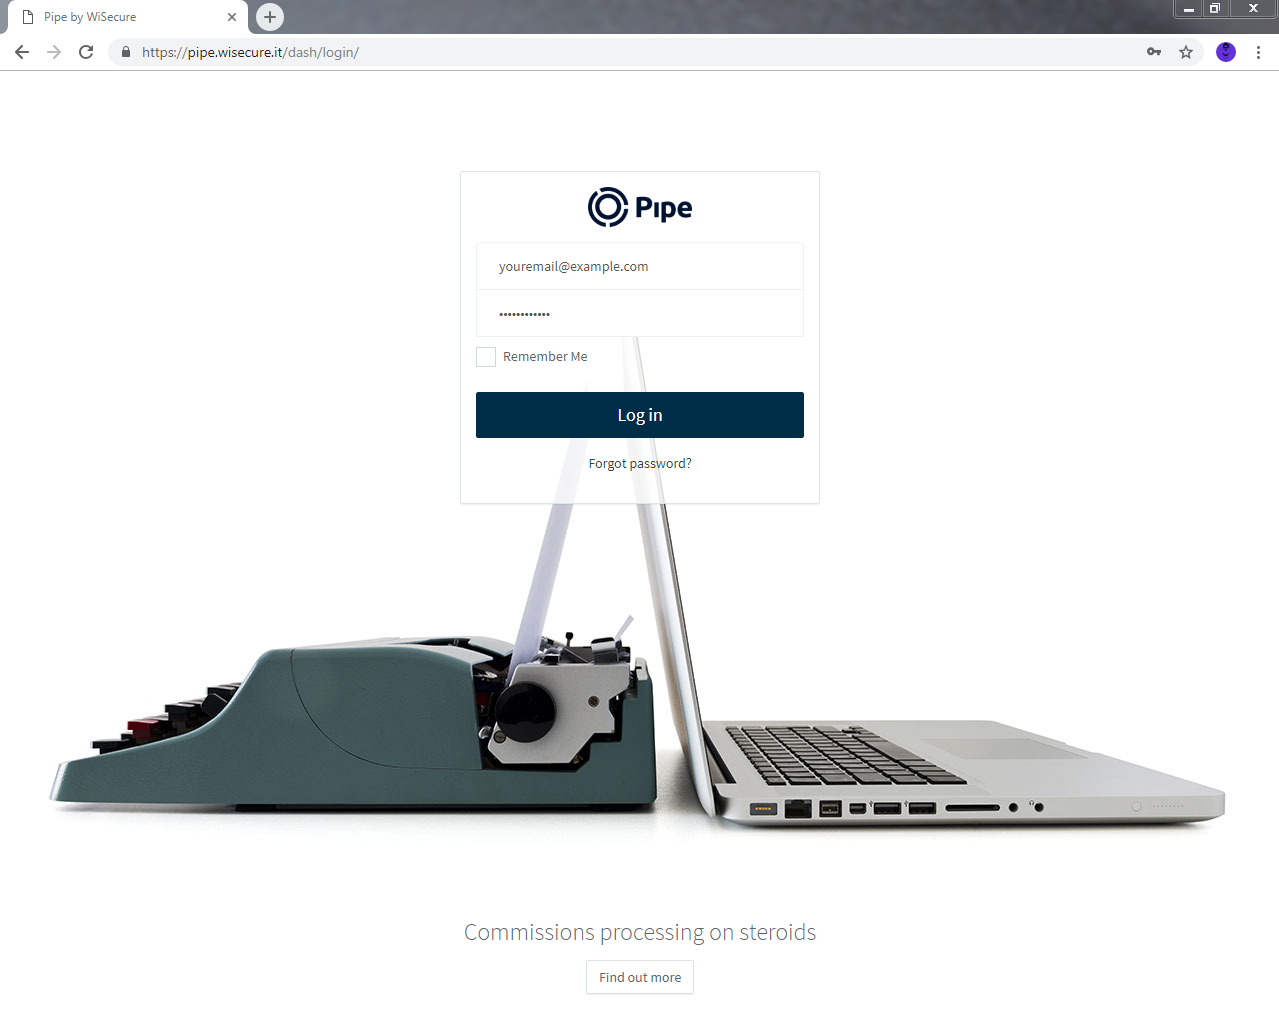 Pipe by WiSecure
https://pipe.wisecure.it/dash/login/
Pipe
youremail@example.com
••••••••••••
Remember Me
Log in
Forgot password?
Commissions processing on steroids
Find out more